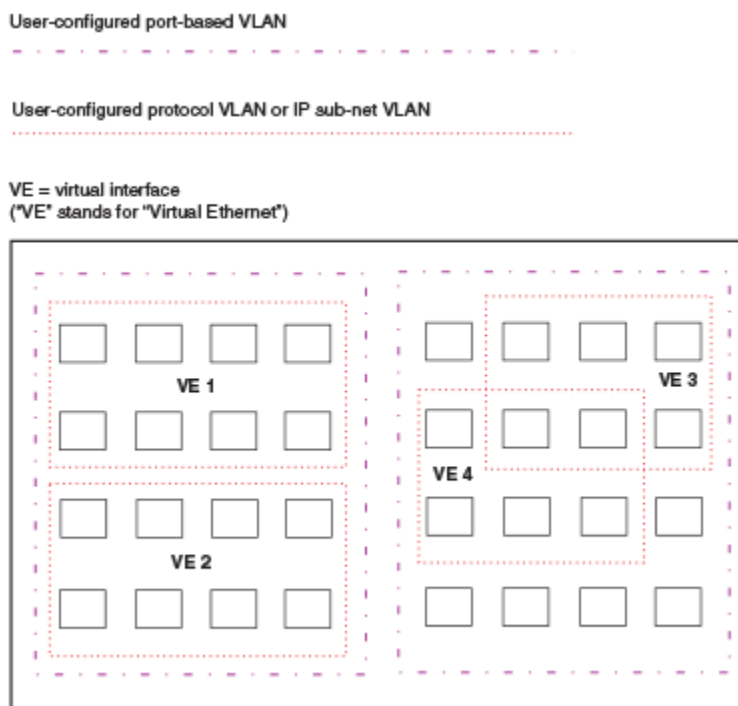 User-configured port-based VLAN
User-configured protocol VLAN or IP sub-net VLAN
VE = virtual interface
("VE" stands for "Virtual Ethernet")
VE 1
VE 3
VE 4
VE 2